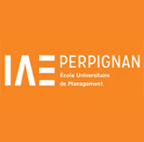 IAE PERPIGNAN
École Universitaire
de Management